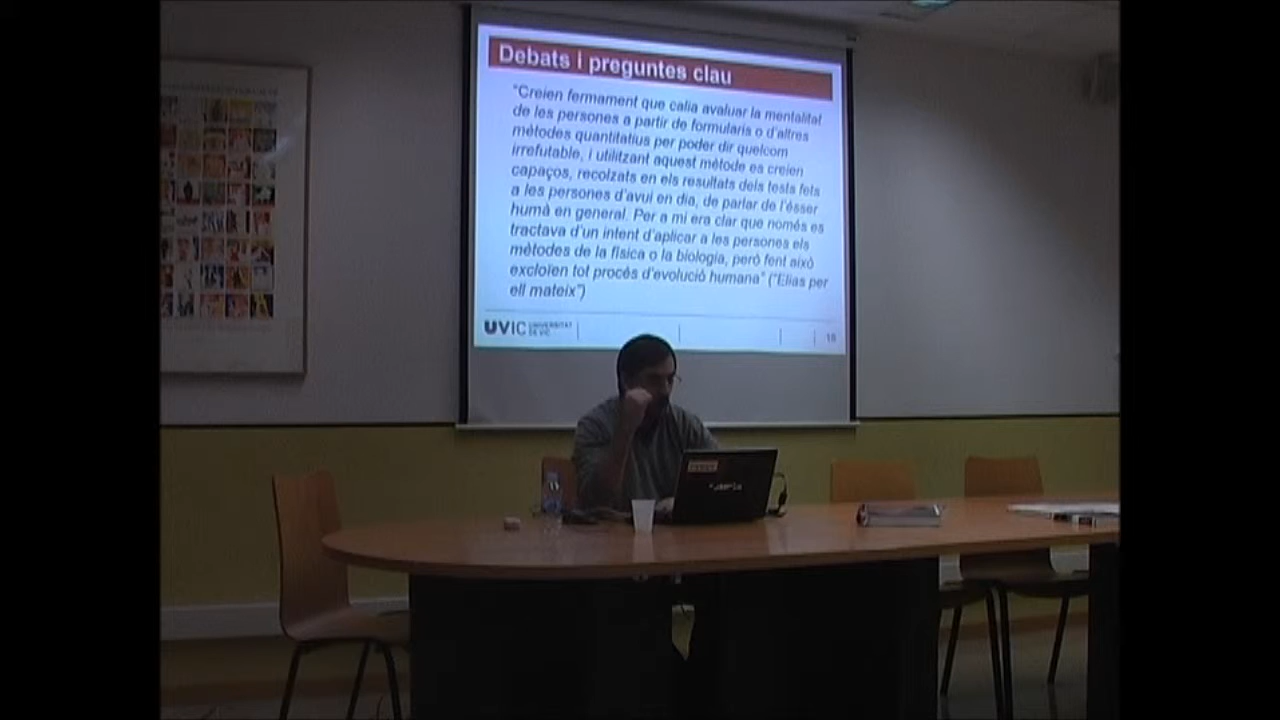 Debats i preguntes clau
"Creien fermament que calia avaluar la mentalitat
de les persones a partir de formularis o d'altres
mètodes quantitatius per poder dir quelcom
irrefutable, i utilitzant aquest mètode es creien
capaços, recolzats en els resultats dels tests fets
a les persones d'avui en dia, de parlar de l'ésser
humà en general. Per a mi era clar que només es
tractava d'un intent d'aplicar a les persones els
mètodes de la física o la biologia, però fent això
excloïen tot procés d'evolució humana" ("Elias per
ell mateix")
UVIC UNIVERSITAT
DE VIC